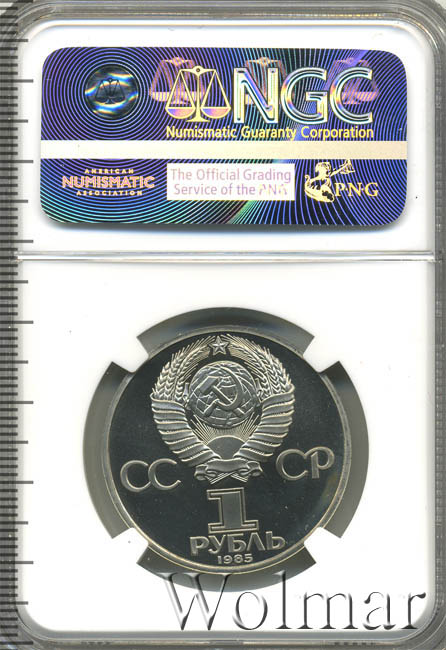 NGC
Numismatic Guaranty Corporation
AMERICAN
NUMISMATIC
ASSOCIATION
The Official Grading
Service of the PNG
PNG
СС СР
1
РУБЛЬ
1985
Wolmar